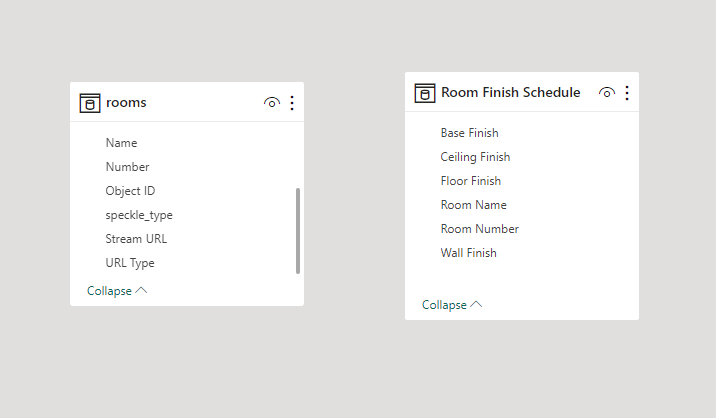 rooms
Name
Number
Object ID
speckle_type
Stream URL
URL Type
Collapse
Room Finish Schedule
Base Finish
Ceiling Finish
Floor Finish
Room Name
Room Number
Wall Finish
Collapse